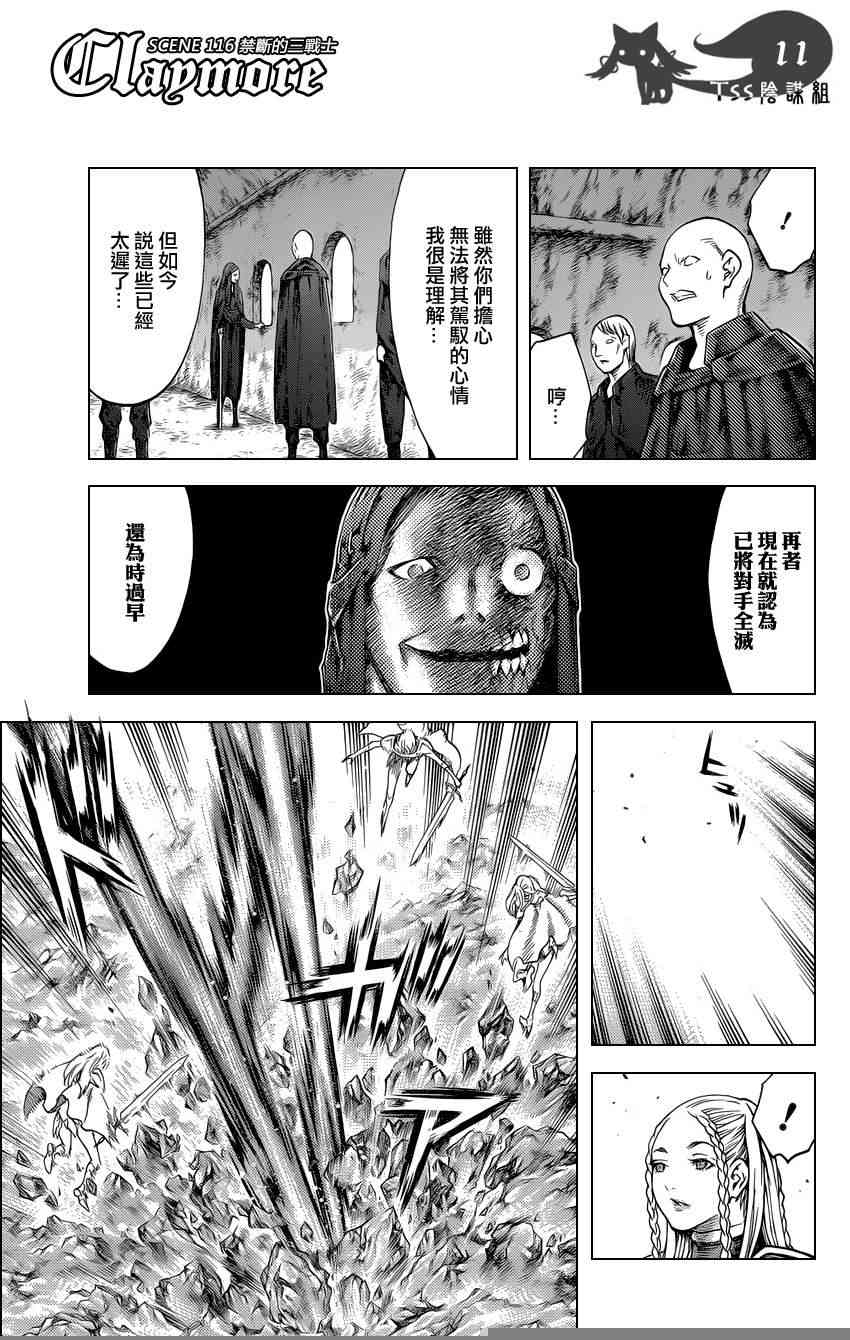 SCENE 116 禁斷的三戰士
Claymore
11
Tss陰謀組
！
哼…
雖然你們擔心
無法將其駕馭的心情
我很是理解…
但如今
說這些已經
太遲了…
再者
現在就認為
已將對手全滅
還為時過早
ドカァ
！